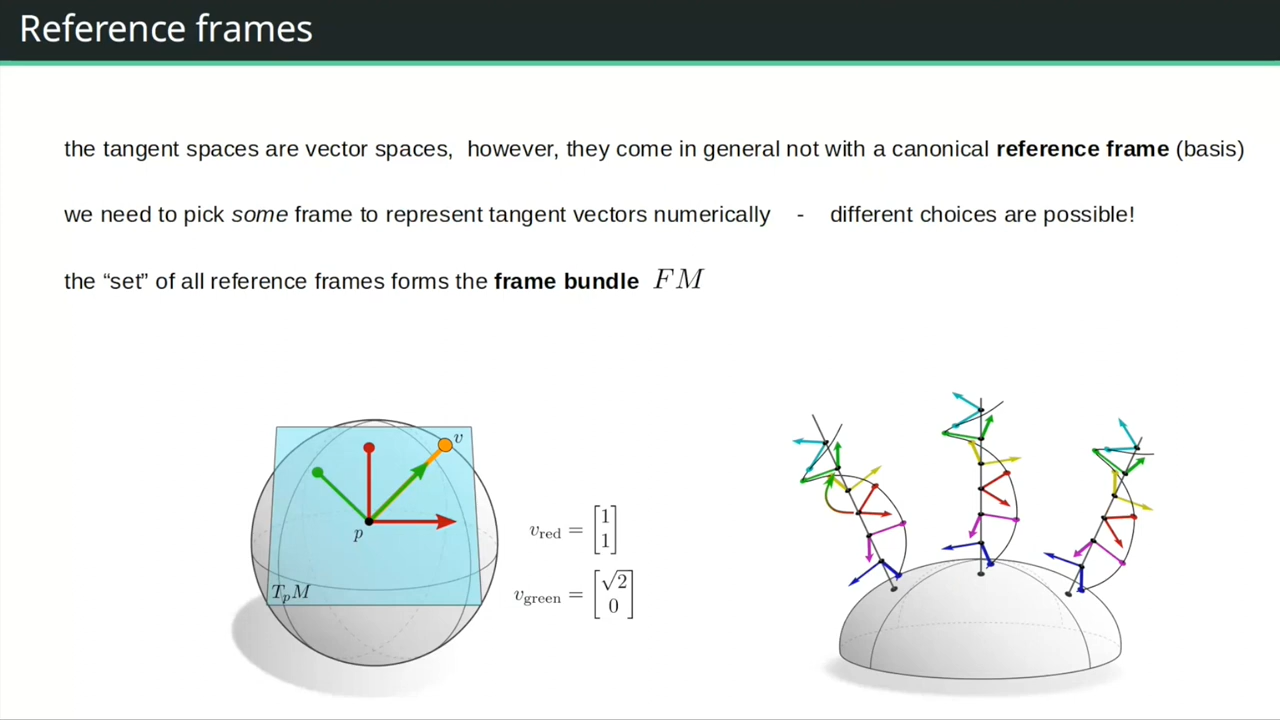 Reference frames
the tangent spaces are vector spaces, however, they come in general not with a canonical reference frame (basis)
we need to pick some frame to represent tangent vectors numerically - different choices are possible!
the “set” of all reference frames forms the frame bundle FM
v
p
T_pM
v_red = [1 1]
v_green = [√2 0]